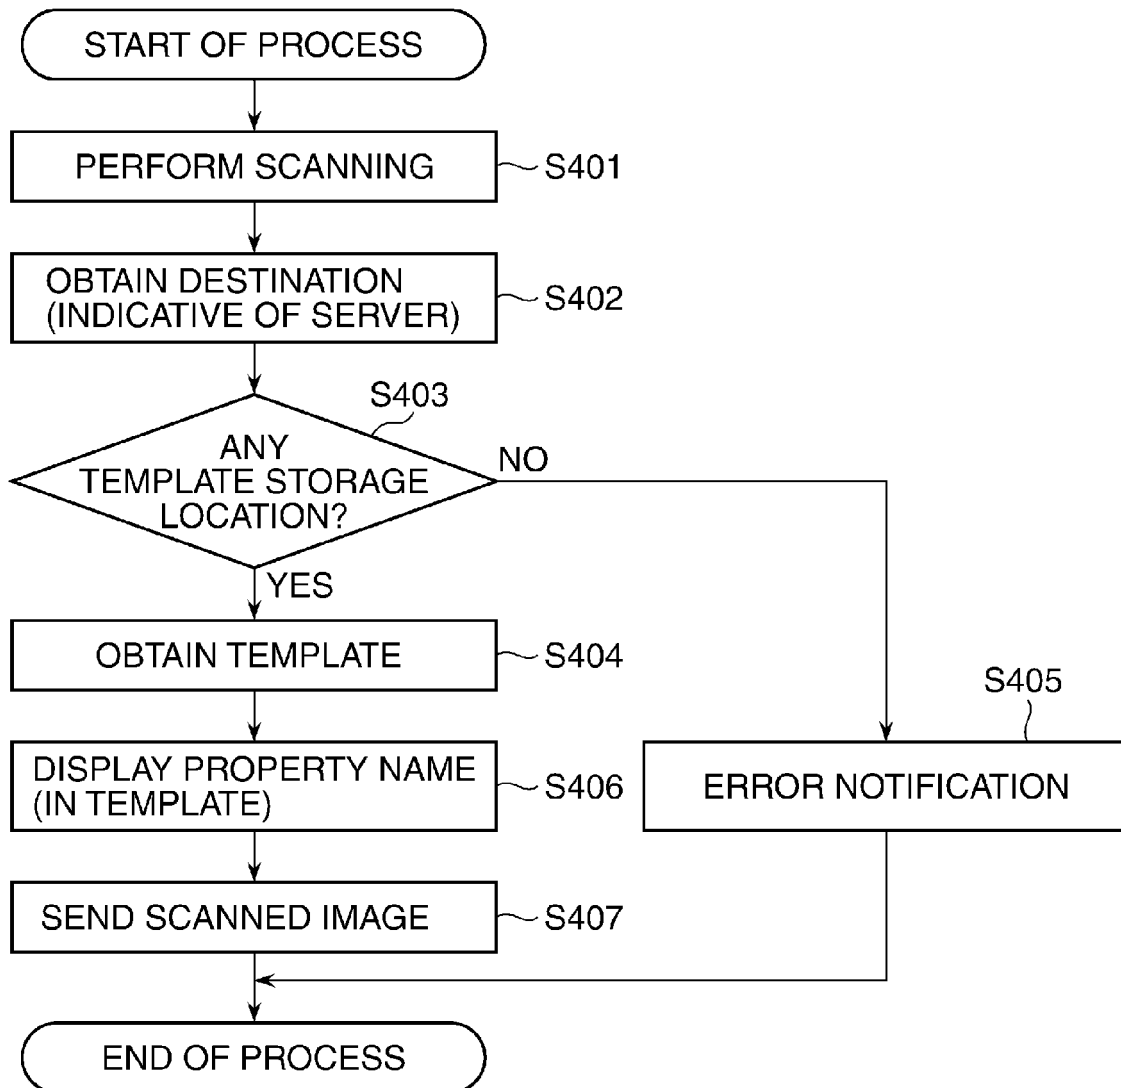 START OF PROCESS
PERFORM SCANNING
S401
OBTAIN DESTINATION
(INDICATIVE OF SERVER)
S402
S403
ANY
TEMPLATE STORAGE
LOCATION?
NO
YES
OBTAIN TEMPLATE
S404
S405
DISPLAY PROPERTY NAME
(IN TEMPLATE)
S406
ERROR NOTIFICATION
SEND SCANNED IMAGE
S407
END OF PROCESS